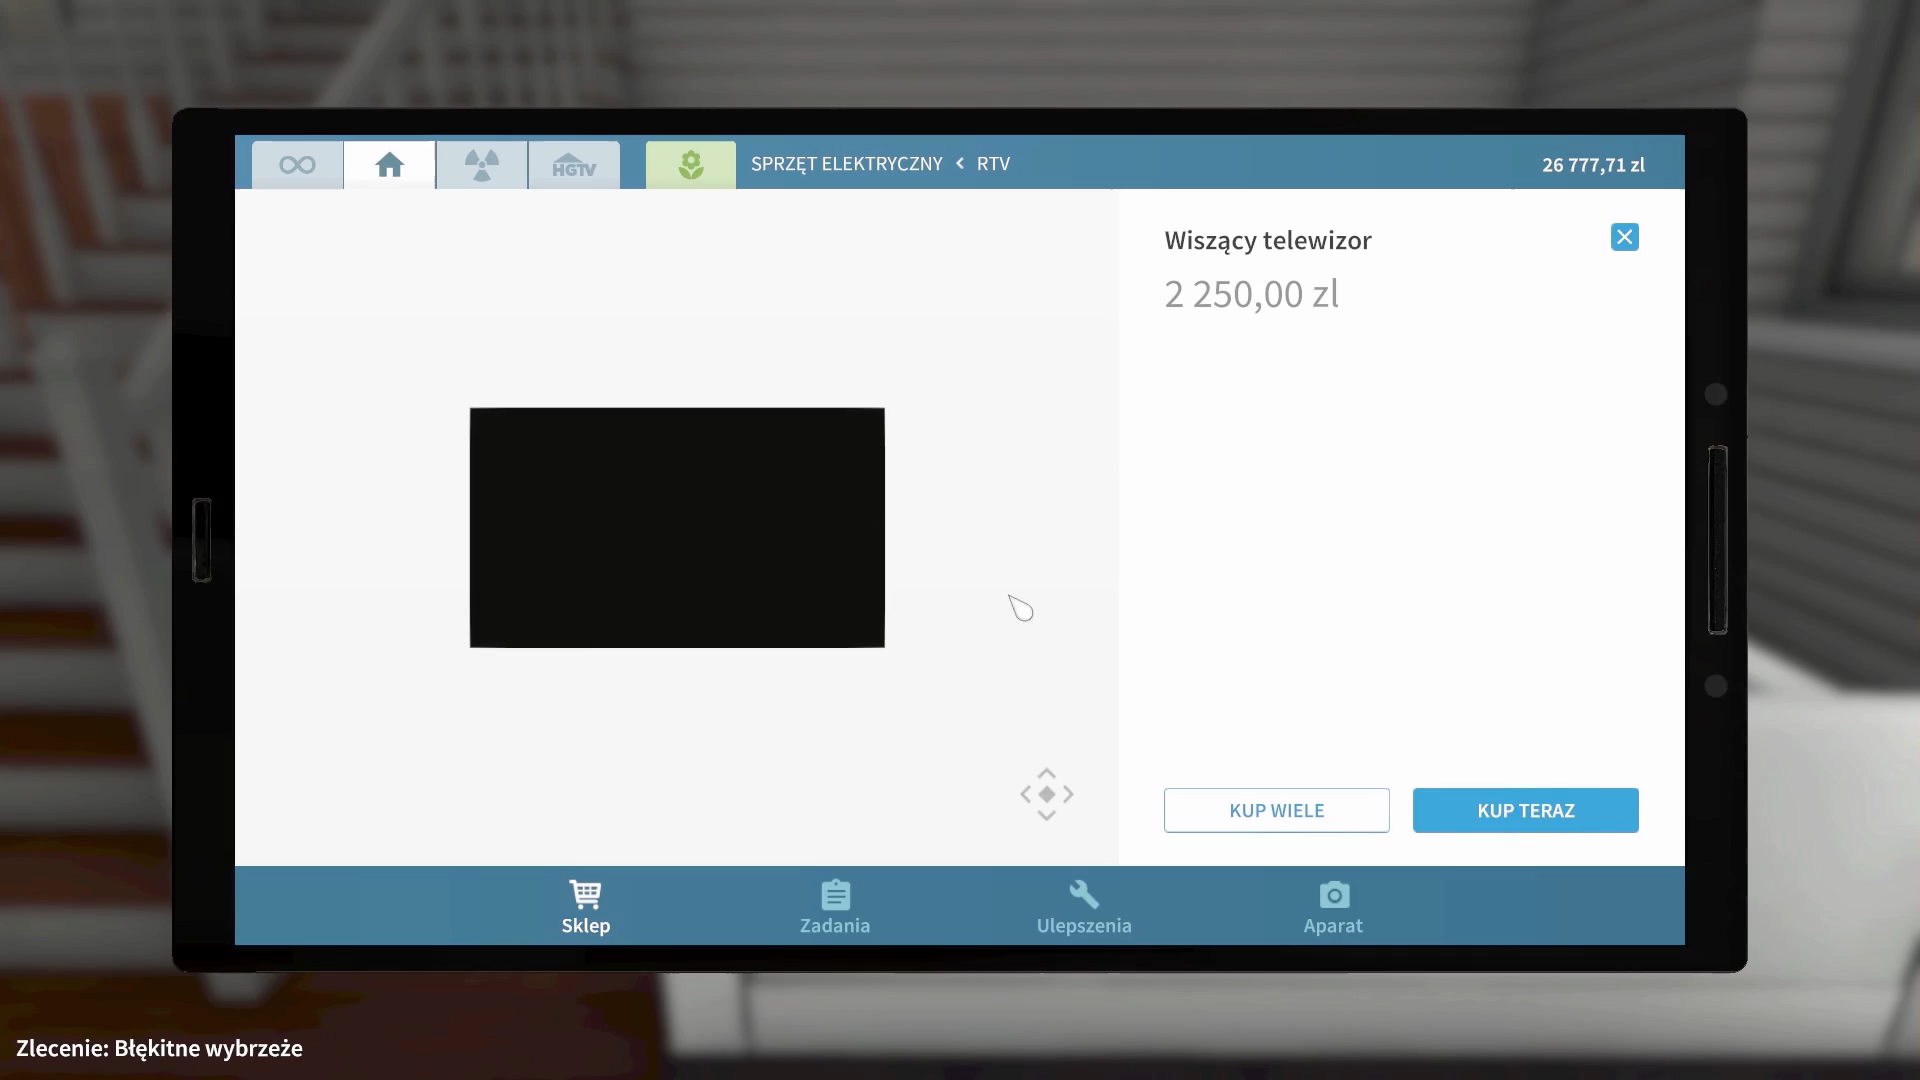 HGTV
SPRZĘT ELEKTRYCZNY < RTV
26 777,71 zl
Wiszący telewizor
2 250,00 zl
KUP WIELE
KUP TERAZ
Sklep
Zadania
Ulepszenia
Aparat
Zlecenie: Błękitne wybrzeże